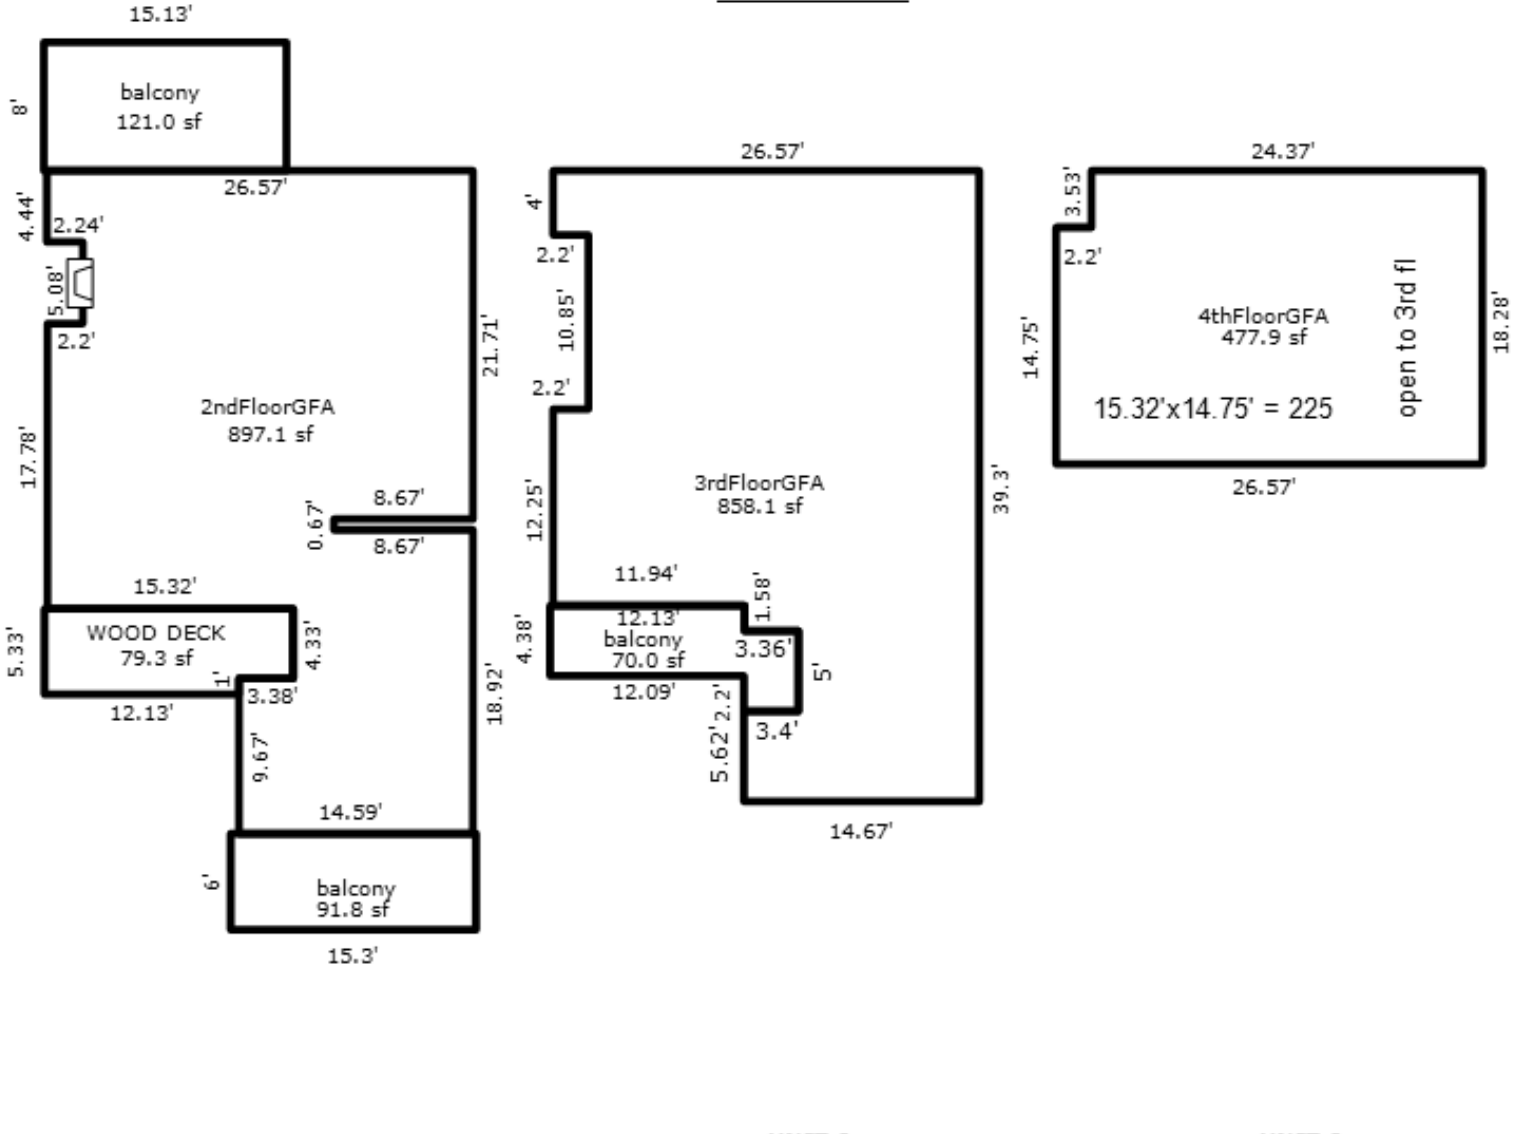 15.13'
8'
balcony
121.0 sf
26.57'
4.44'
2.24'
5.08'
2.2'
21.71'
17.78'
2ndFloorGFA
897.1 sf
8.67'
0.67'
8.67'
15.32'
5.33'
WOOD DECK
79.3 sf
4.33'
1'
3.38'
12.13'
9.67'
18.92'
14.59'
6'
balcony
91.8 sf
15.3'
26.57'
4'
2.2'
10.85'
2.2'
12.25'
3rdFloorGFA
858.1 sf
39.3'
11.94'
1.58'
12.13'
4.38'
balcony
70.0 sf
3.36'
5'
12.09'
2.2'
3.4'
5.62'
14.67'
24.37'
3.53'
2.2'
14.75'
4thFloorGFA
477.9 sf
open to 3rd fl
18.28'
15.32'x14.75' = 225
26.57'